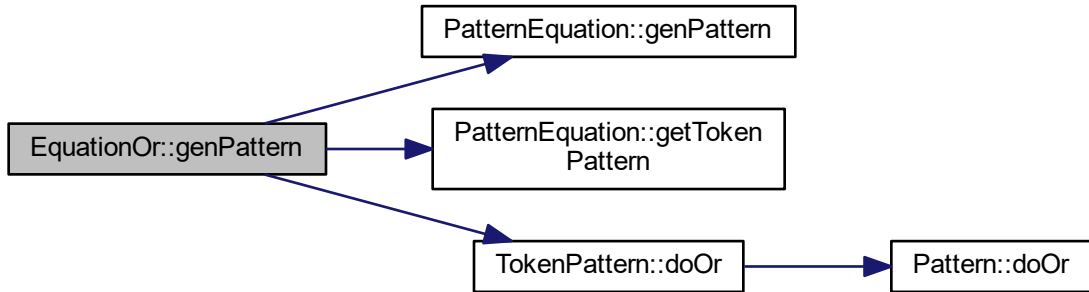 PatternEquation::genPattern
EquationOr::genPattern
PatternEquation::getToken
Pattern
TokenPattern::doOr
Pattern::doOr